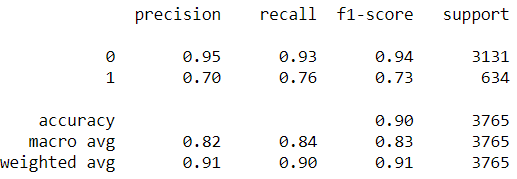 precision recall f1-score support
0 0.95 0.93 0.94 3131
1 0.70 0.76 0.73 634
accuracy 0.90 3765
macro avg 0.82 0.84 0.83 3765
weighted avg 0.91 0.90 0.91 3765